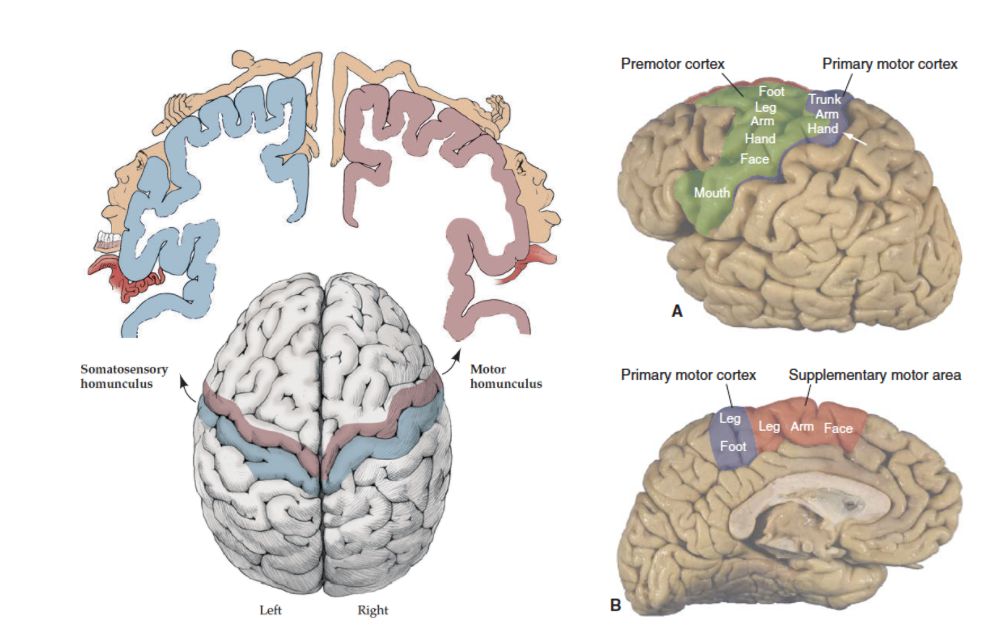 Somatosensory
homunculus
Motor
homunculus
Left
Right
Premotor cortex
Primary motor cortex
Foot
Leg
Arm
Hand
Face
Mouth
Trunk
Arm
Hand
A
Primary motor cortex
Supplementary motor area
Leg
Foot
Leg
Arm
Face
B